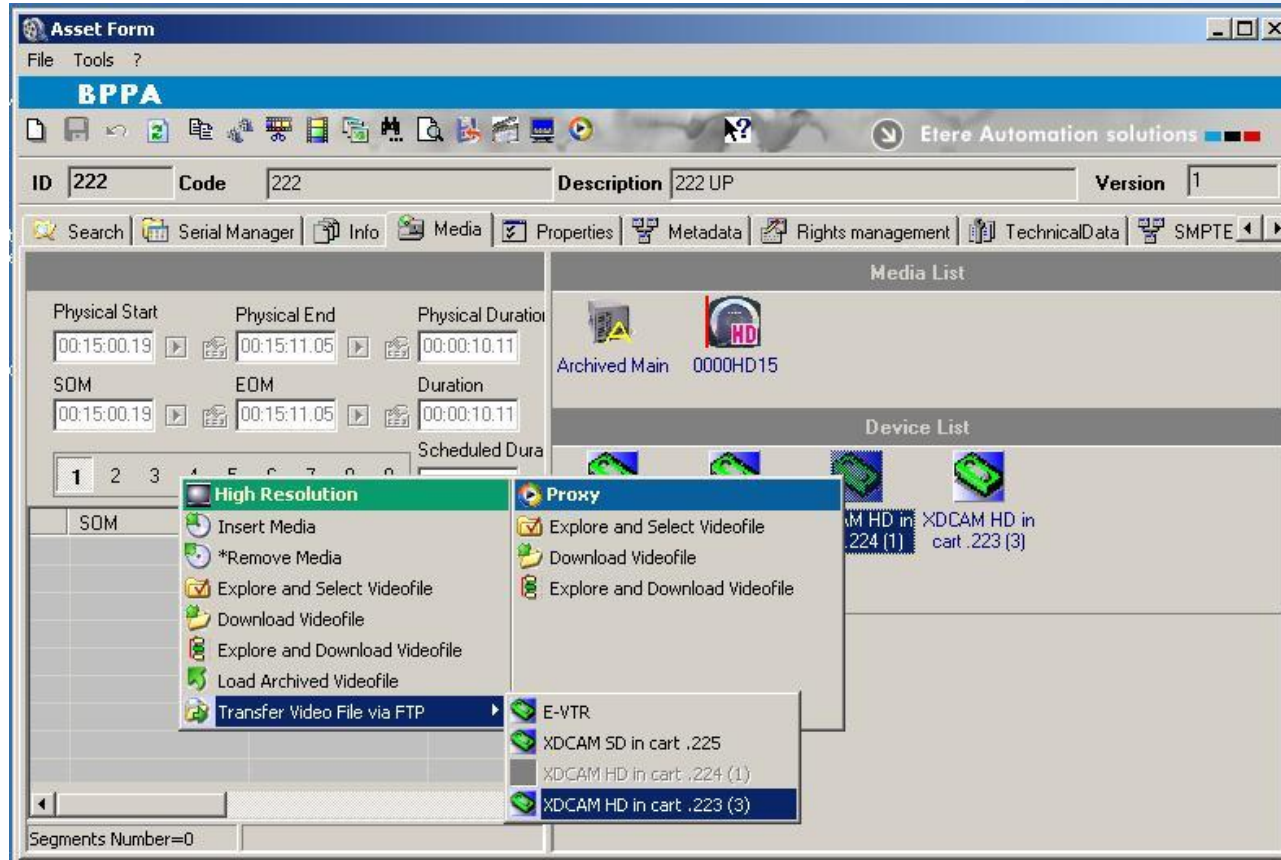 Asset Form
File Tools ?
BPPA
Etere Automation solutions
ID 222 Code 222 Description 222 UP Version 1
Search Serial Manager Info Media Properties Metadata Rights management TechnicalData SMPTE
Media List
Physical Start Physical End Physical Duration
00:15:00.19 00:15:11.05 00:00:10.11
Archived Main 0000HD15
SOM EOM Duration
00:15:00.19 00:15:11.05 00:00:10.11
Device List
Scheduled Dura
1 2 3
SOM
High Resolution
Insert Media
*Remove Media
Explore and Select Videofile
Download Videofile
Explore and Download Videofile
Load Archived Videofile
Transfer Video File via FTP
Proxy
Explore and Select Videofile
Download Videofile
Explore and Download Videofile
AM HD in XDCAM HD in
.224 (1) cart .223 (3)
E-VTR
XDCAM SD in cart .225
XDCAM HD in cart .224 (1)
XDCAM HD in cart .223 (3)
Segments Number=0